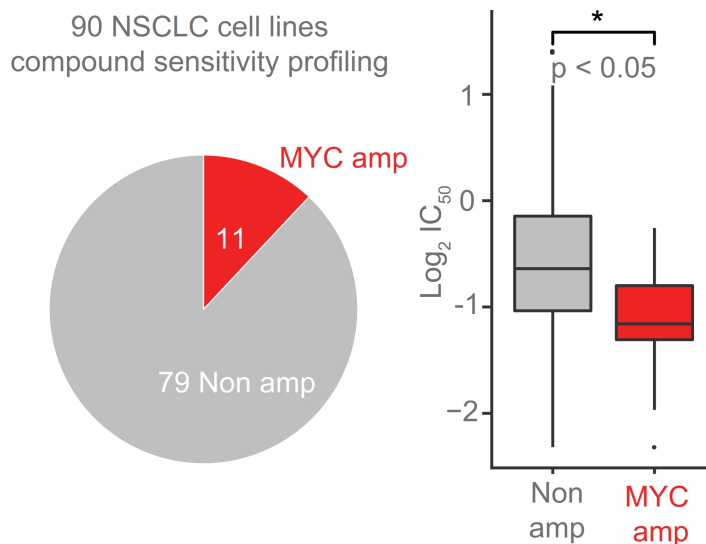 90 NSCLC cell lines
compound sensitivity profiling
MYC amp
11
79 Non amp
*
p < 0.05
Log₂ IC₅₀
1
0
-1
−2
Non
amp
MYC
amp